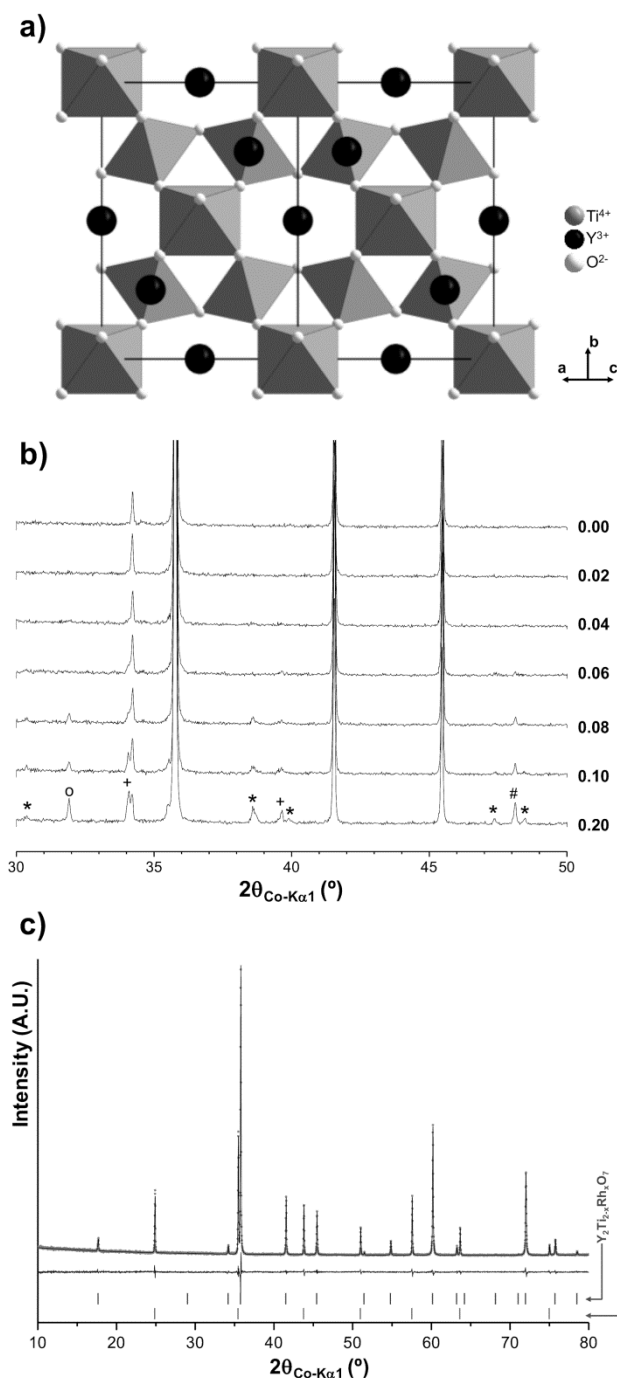 a)
Ti⁴⁺
Y³⁺
O²⁻
b
a c
b)
0.00
0.02
0.04
0.06
0.08
0.10
* o + * + * * # * 0.20
30 35 40 45 50
2θCo-Kα1 (º)
c)
Intensity (A.U.)
Y₂Ti₂₋ₓRhₓO₇
10 20 30 40 50 60 70 80
2θCo-Kα1 (º)